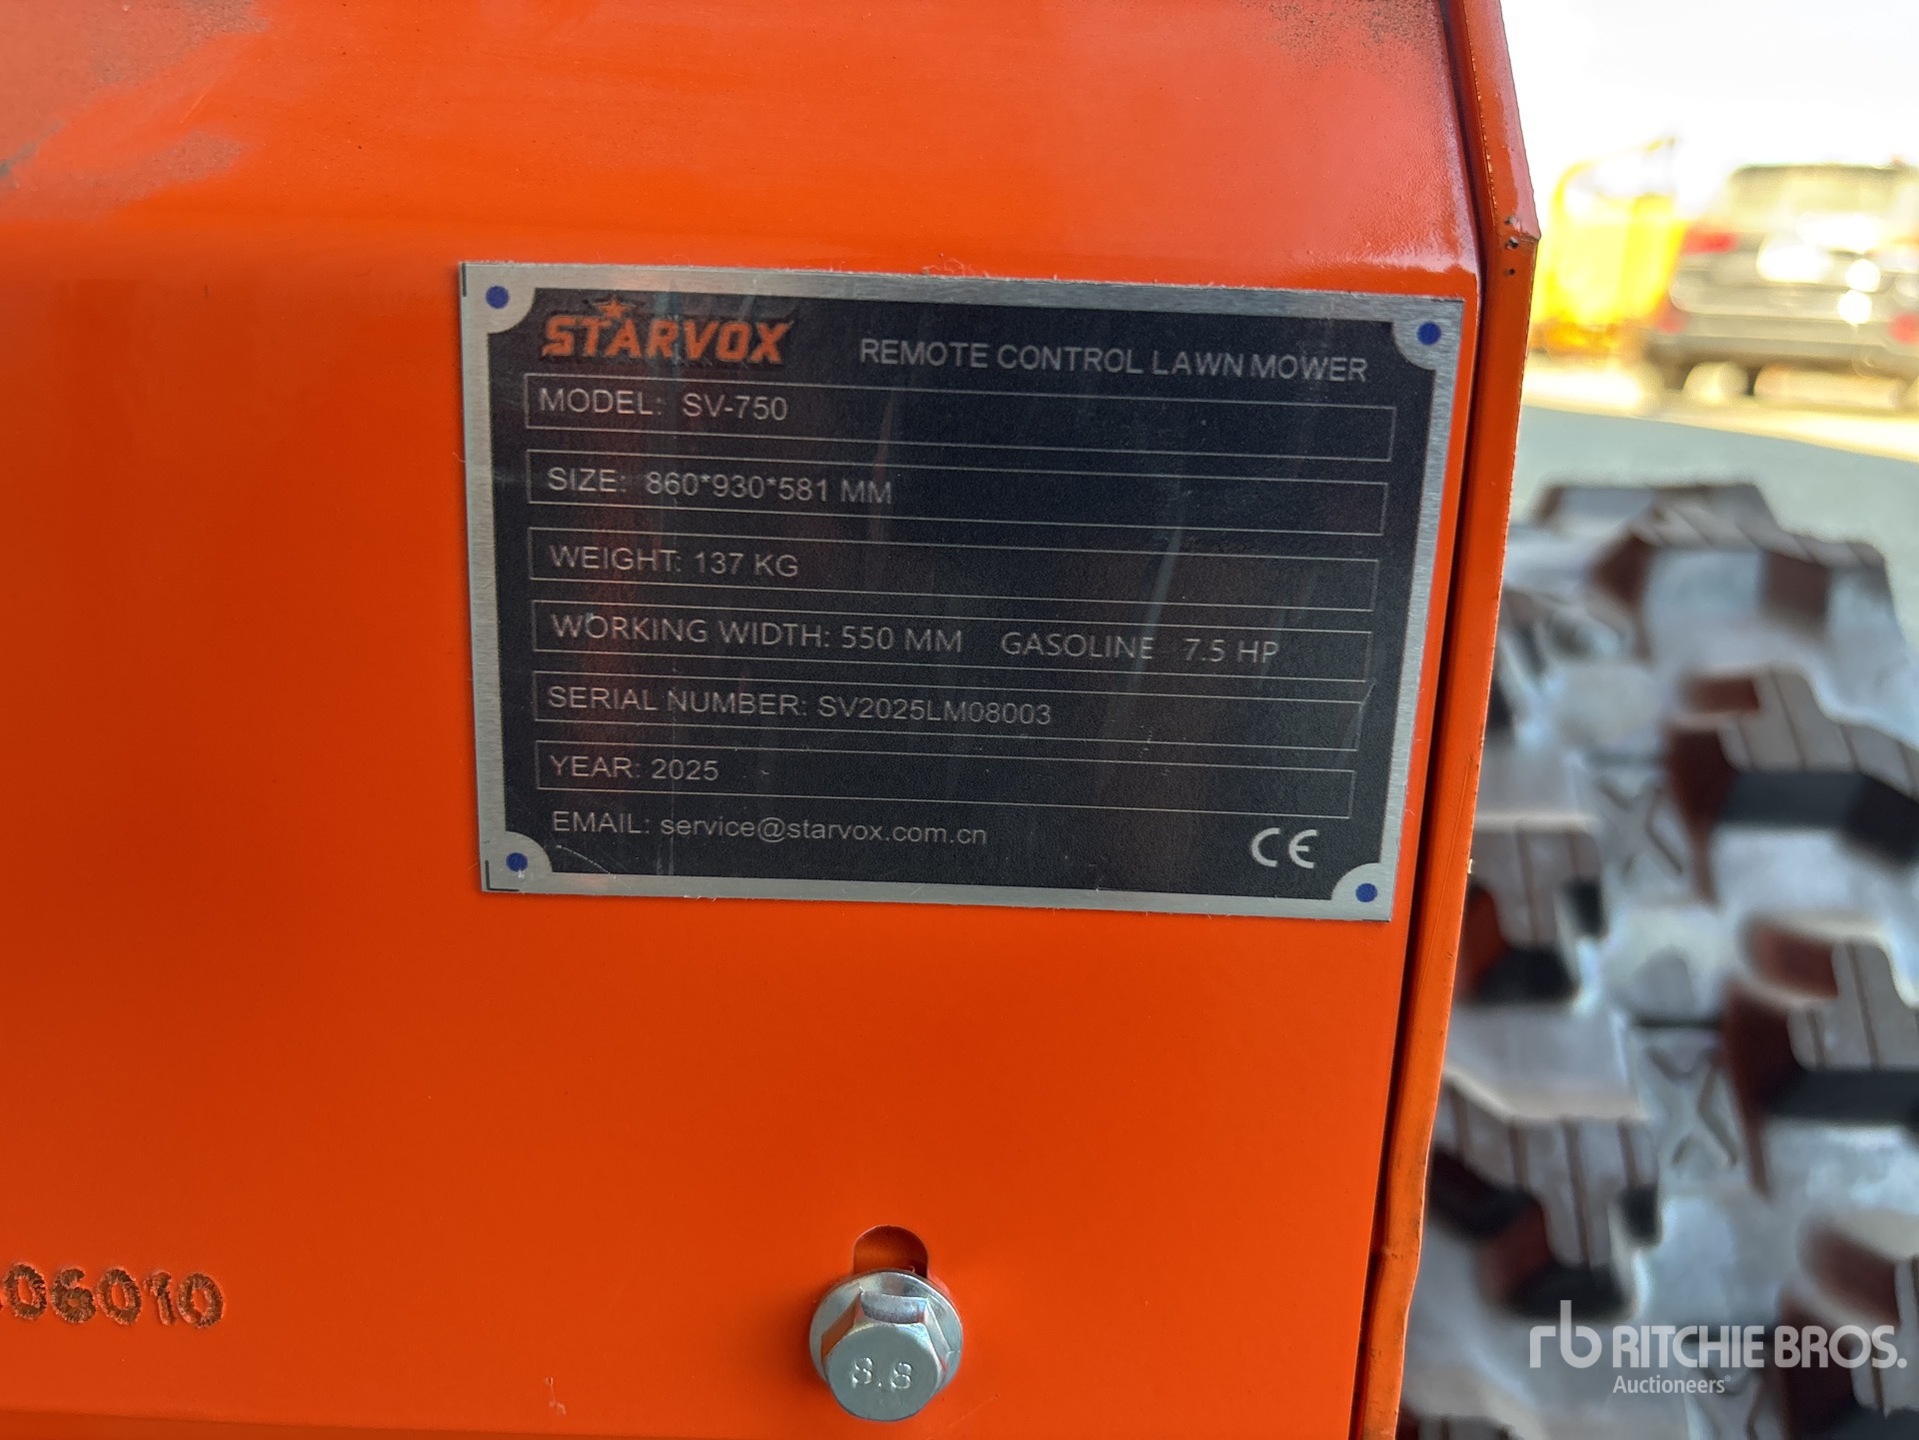 STARVOX REMOTE CONTROL LAWN MOWER
MODEL: SV-750
SIZE: 860*930*581 MM
WEIGHT: 137 KG
WORKING WIDTH: 550 MM GASOLINE 7.5 HP
SERIAL NUMBER: SV2025LM08003
YEAR: 2025
EMAIL: service@starvox.com.cn CE
06010
8.8
rb RITCHIE BROS.
Auctioneers